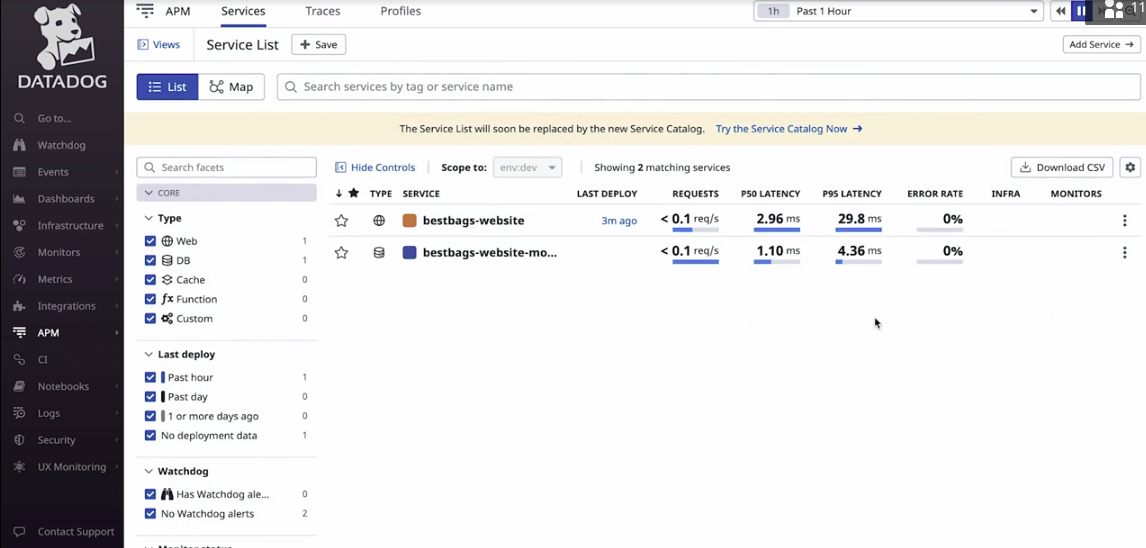 DATADOG
Go to...
Watchdog
Events
Dashboards
Infrastructure
Monitors
Metrics
Integrations
APM
CI
Notebooks
Logs
Security
UX Monitoring
Contact Support
APM Services Traces Profiles
1h Past 1 Hour
11
Views Service List + Save
Add Service →
List Map Search services by tag or service name
The Service List will soon be replaced by the new Service Catalog. Try the Service Catalog Now →
Search facets
CORE
Type
Web 1
DB 1
Cache 0
Function 0
Custom 0
Last deploy
Past hour 1
Past day 0
1 or more days ago 0
No deployment data 1
Watchdog
Has Watchdog ale... 0
No Watchdog alerts 2
Hide Controls Scope to: env:dev Showing 2 matching services Download CSV
TYPE SERVICE LAST DEPLOY REQUESTS P50 LATENCY P95 LATENCY ERROR RATE INFRA MONITORS
bestbags-website 3m ago < 0.1 req/s 2.96 ms 29.8 ms 0%
bestbags-website-mo... < 0.1 req/s 1.10 ms 4.36 ms 0%